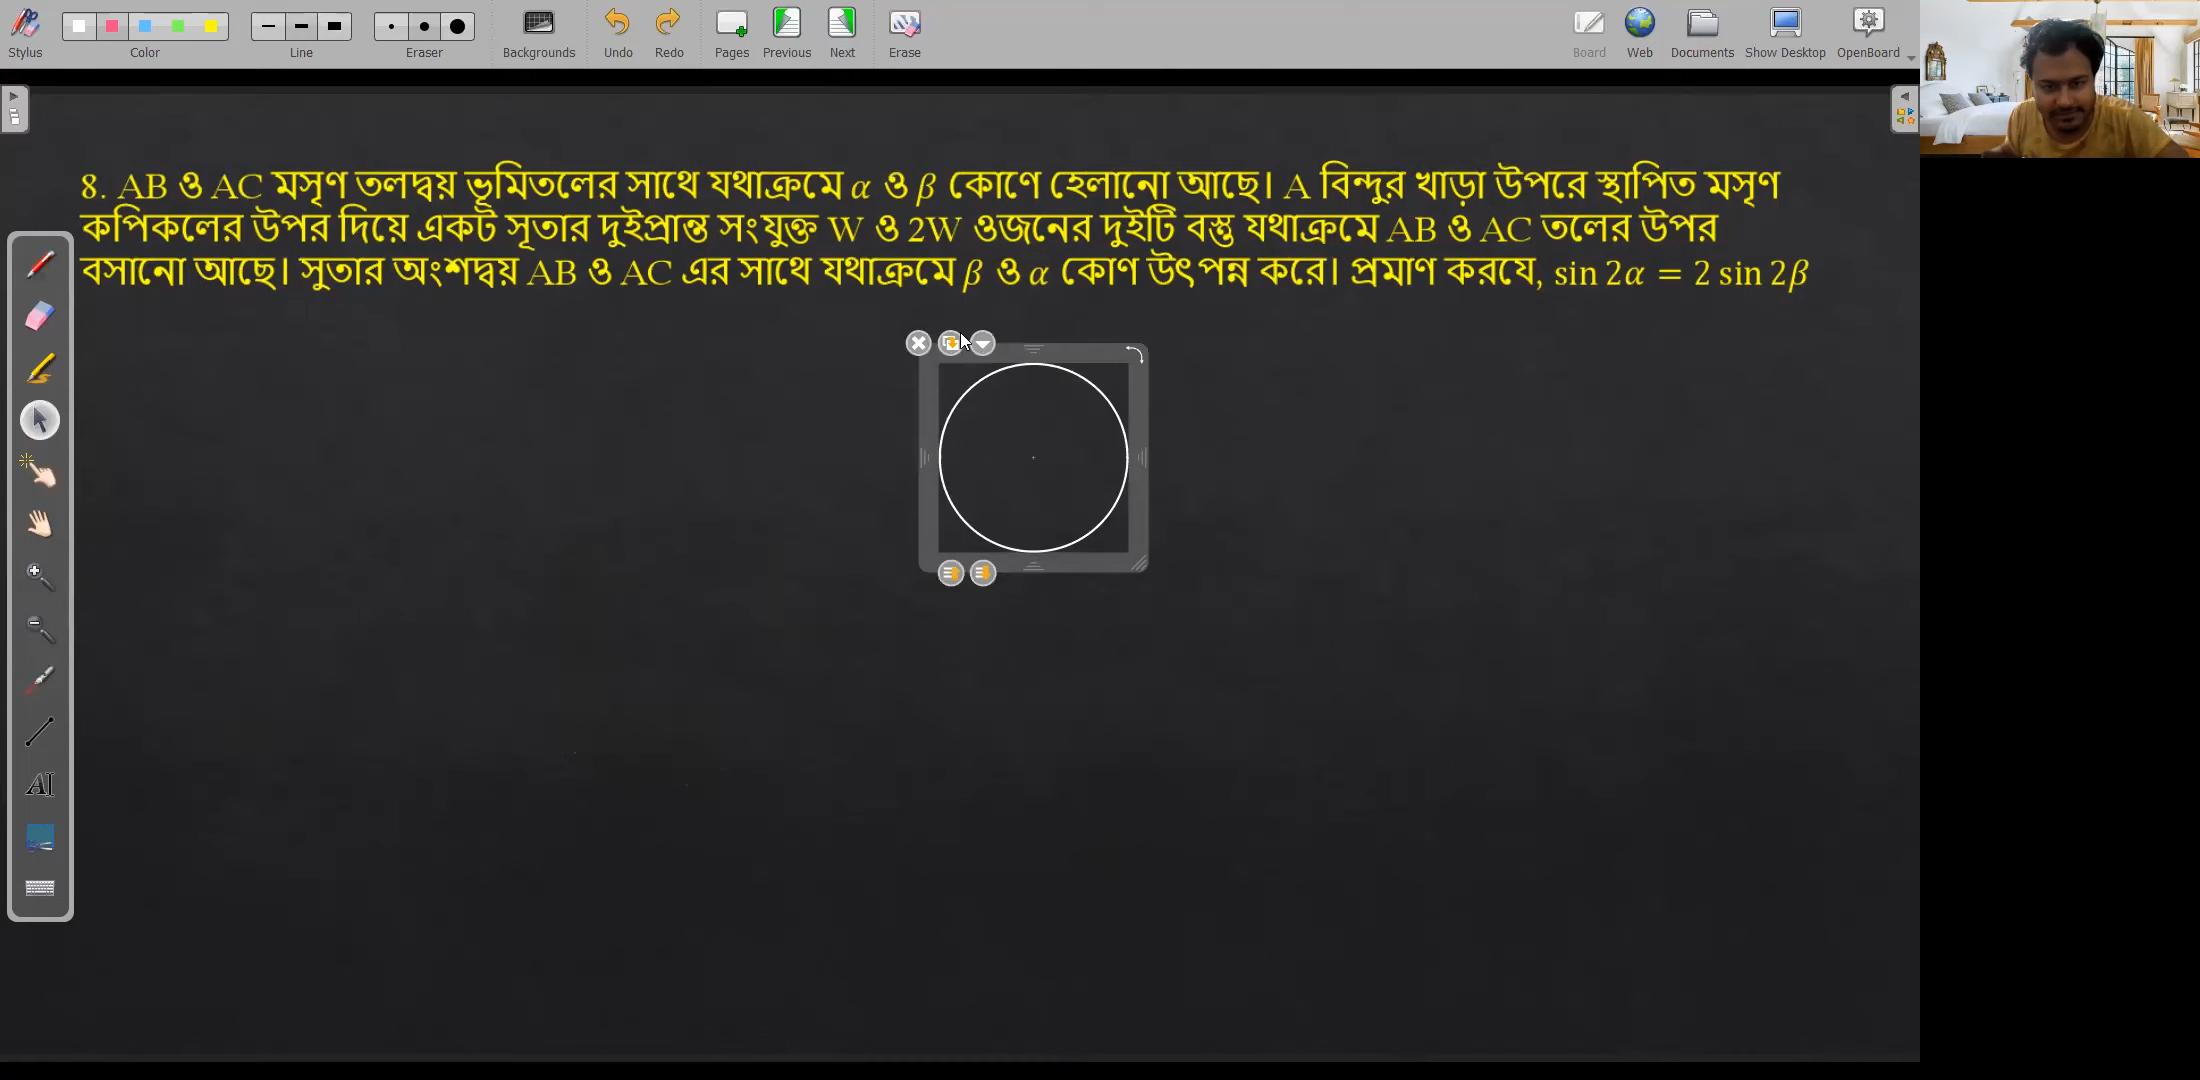 Stylus Color Line Eraser Backgrounds Undo Redo Pages Previous Next Erase Board Web Documents Show Desktop OpenBoard
8. AB ও AC মসৃণ তলদ্বয় ভূমিতলের সাথে যথাক্রমে α ও β কোণে হেলানো আছে। A বিন্দুর খাড়া উপরে স্থাপিত মসৃণ
কপিকলের উপর দিয়ে একট সূতার দুইপ্রান্ত সংযুক্ত W ও 2W ওজনের দুইটি বস্তু যথাক্রমে AB ও AC তলের উপর
বসানো আছে। সুতার অংশদ্বয় AB ও AC এর সাথে যথাক্রমে β ও α কোণ উৎপন্ন করে। প্রমাণ করযে, sin 2α = 2 sin 2β
AI